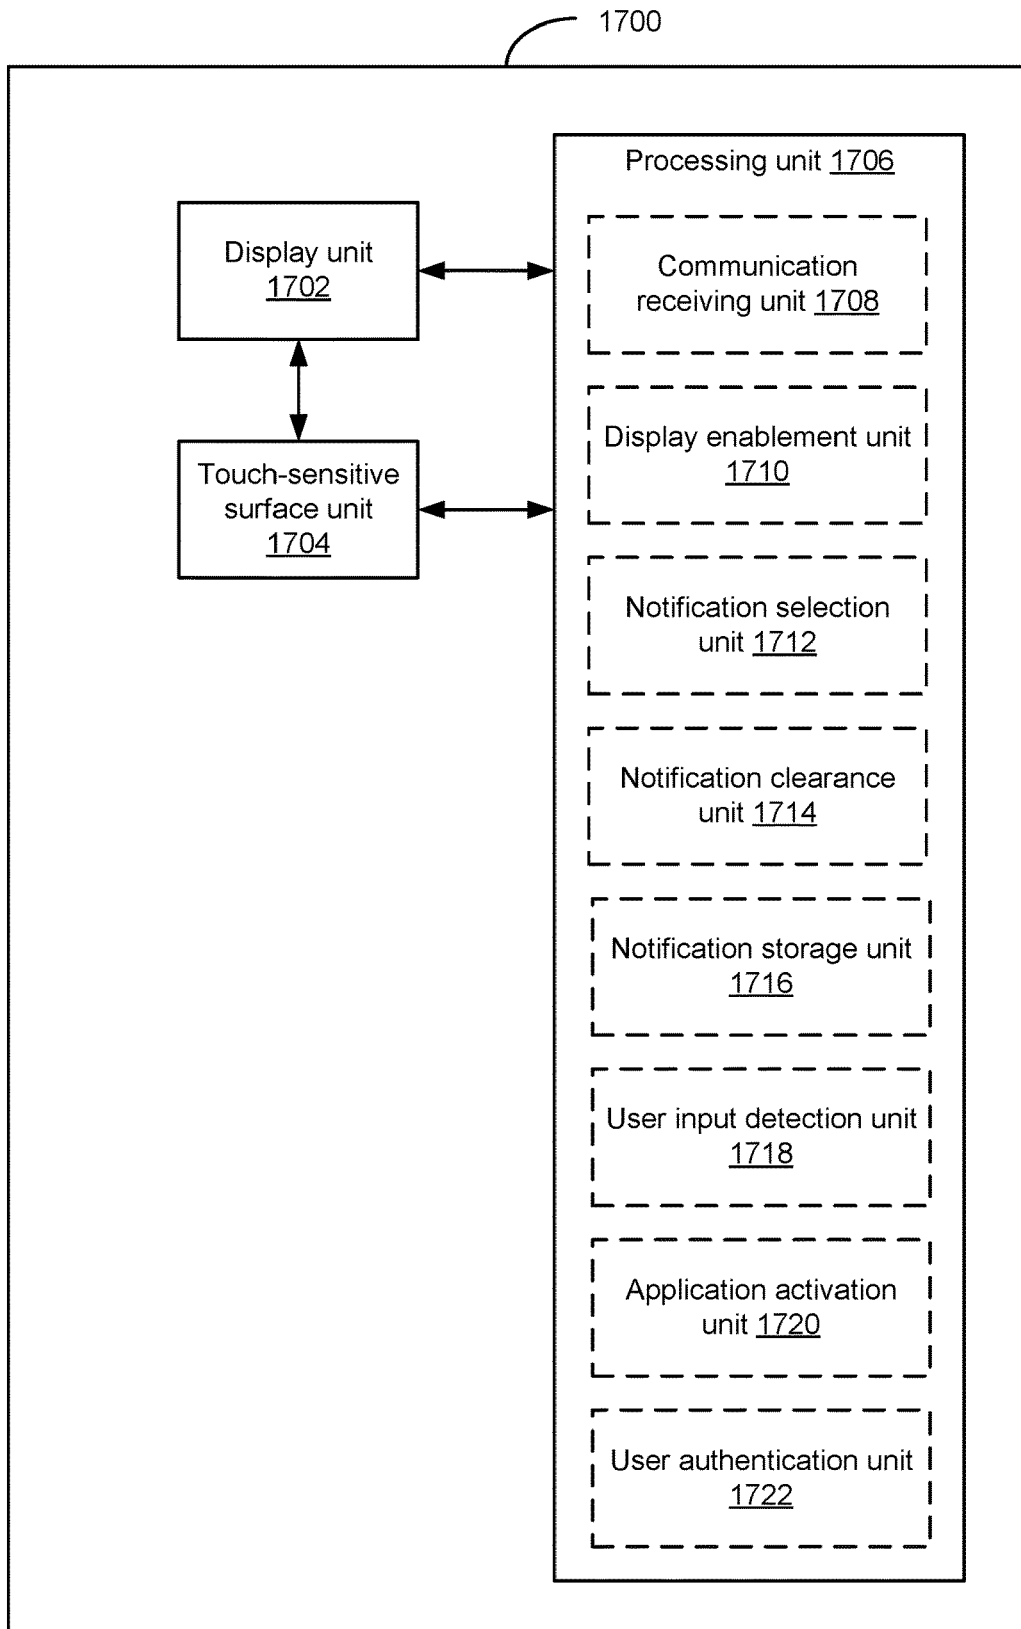 1700
Processing unit 1706
Display unit
1702
Touch-sensitive
surface unit
1704
Communication
receiving unit 1708
Display enablement unit
1710
Notification selection
unit 1712
Notification clearance
unit 1714
Notification storage unit
1716
User input detection unit
1718
Application activation
unit 1720
User authentication unit
1722